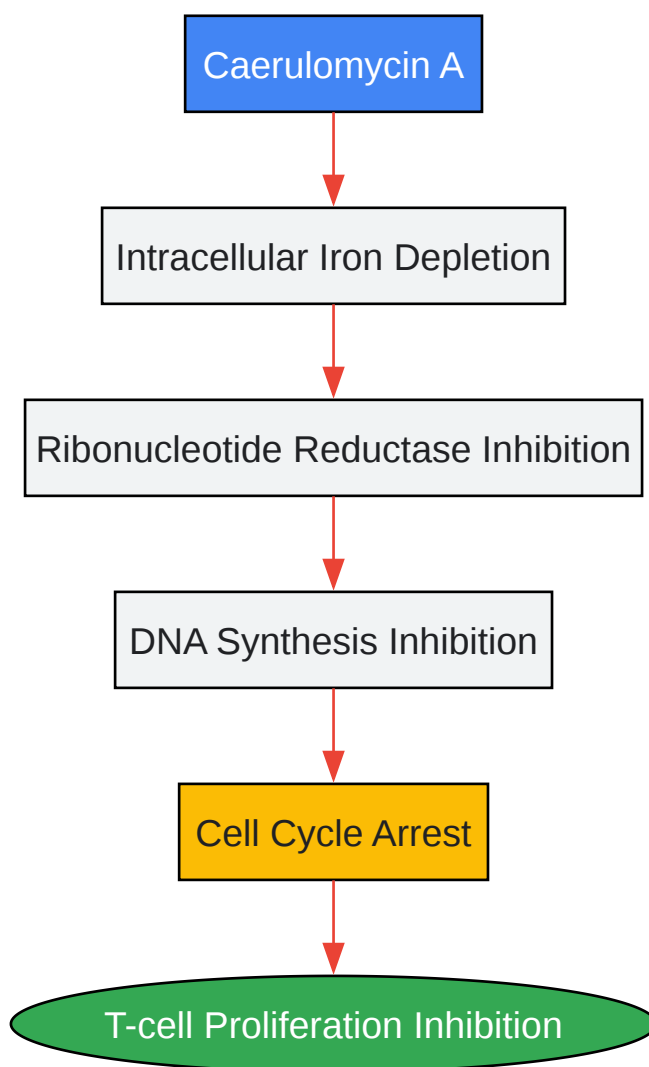 Caerulomycin A
Intracellular Iron Depletion
Ribonucleotide Reductase Inhibition
DNA Synthesis Inhibition
Cell Cycle Arrest
T-cell Proliferation Inhibition